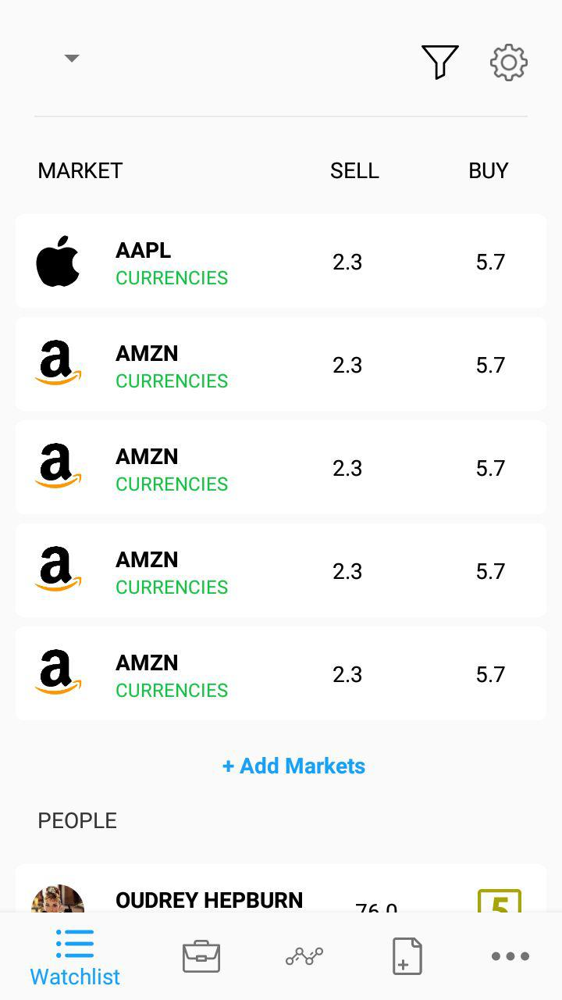 MARKET SELL BUY
AAPL
CURRENCIES
2.3 5.7
AMZN
CURRENCIES
2.3 5.7
AMZN
CURRENCIES
2.3 5.7
AMZN
CURRENCIES
2.3 5.7
AMZN
CURRENCIES
2.3 5.7
+ Add Markets
PEOPLE
OUDREY HEPBURN 76.0 5
Watchlist